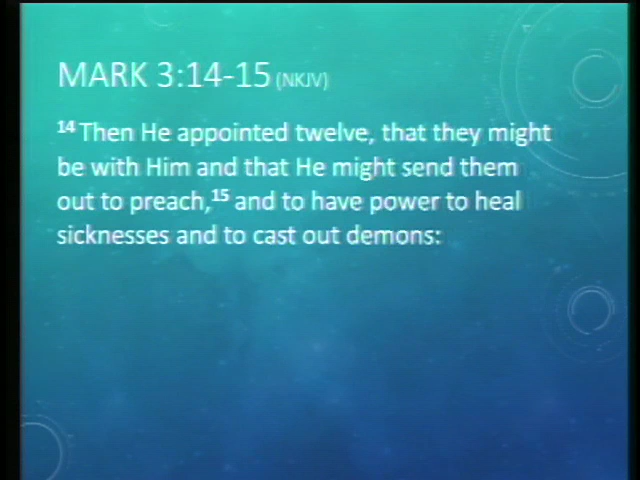 MARK 3:14-15 (NKJV)
14 Then He appointed twelve, that they might
be with Him and that He might send them
out to preach,15 and to have power to heal
sicknesses and to cast out demons: